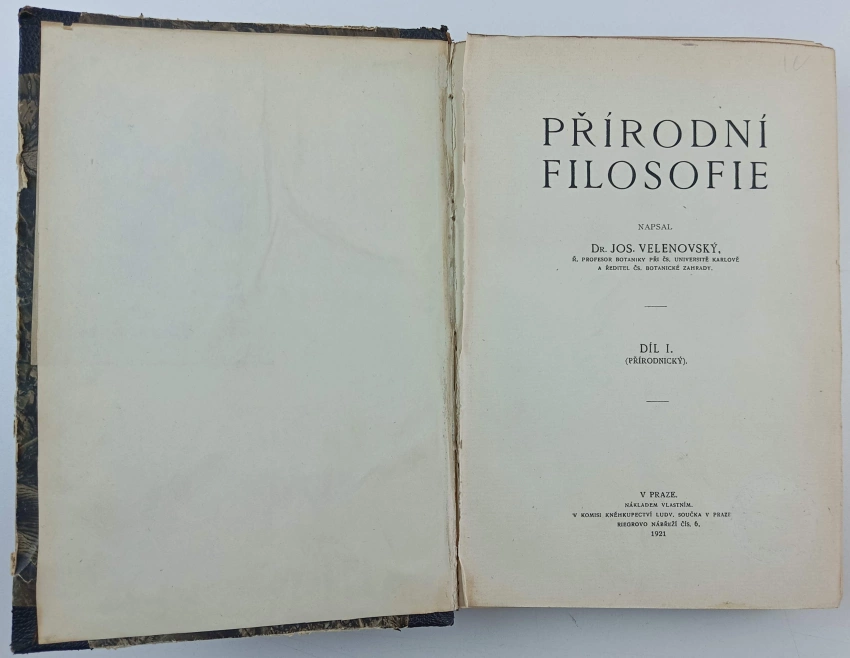 PŘÍRODNÍ
FILOSOFIE
NAPSAL
DR. JOS. VELENOVSKÝ,
Ř. PROFESOR BOTANIKY PŘI ČS. UNIVERSITĚ KARLOVĚ
A ŘEDITEL ČS. BOTANICKÉ ZAHRADY.
DÍL I.
(PŘÍRODNICKÝ).
V PRAZE.
NÁKLADEM VLASTNÍM.
V KOMISI KNĚHKUPECTVÍ LUDV. SOUČKA V PRAZE
RIEGROVO NÁBŘEŽÍ ČÍS. 6,
1921